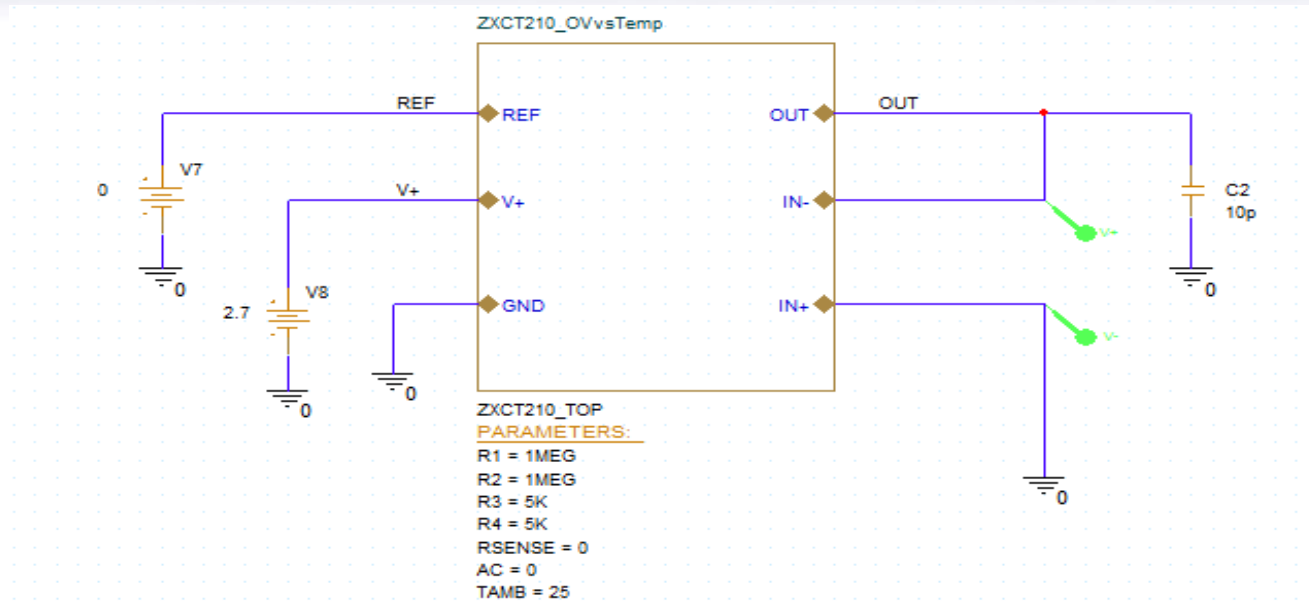 ZXCT210_OVvsTemp
REF
REF
OUT
OUT
V7
0
V+
V+
IN-
C2
10p
V+
0
0
V8
2.7
GND
IN+
V-
0
0
0
ZXCT210_TOP
PARAMETERS:
R1 = 1MEG
R2 = 1MEG
R3 = 5K
R4 = 5K
RSENSE = 0
AC = 0
TAMB = 25